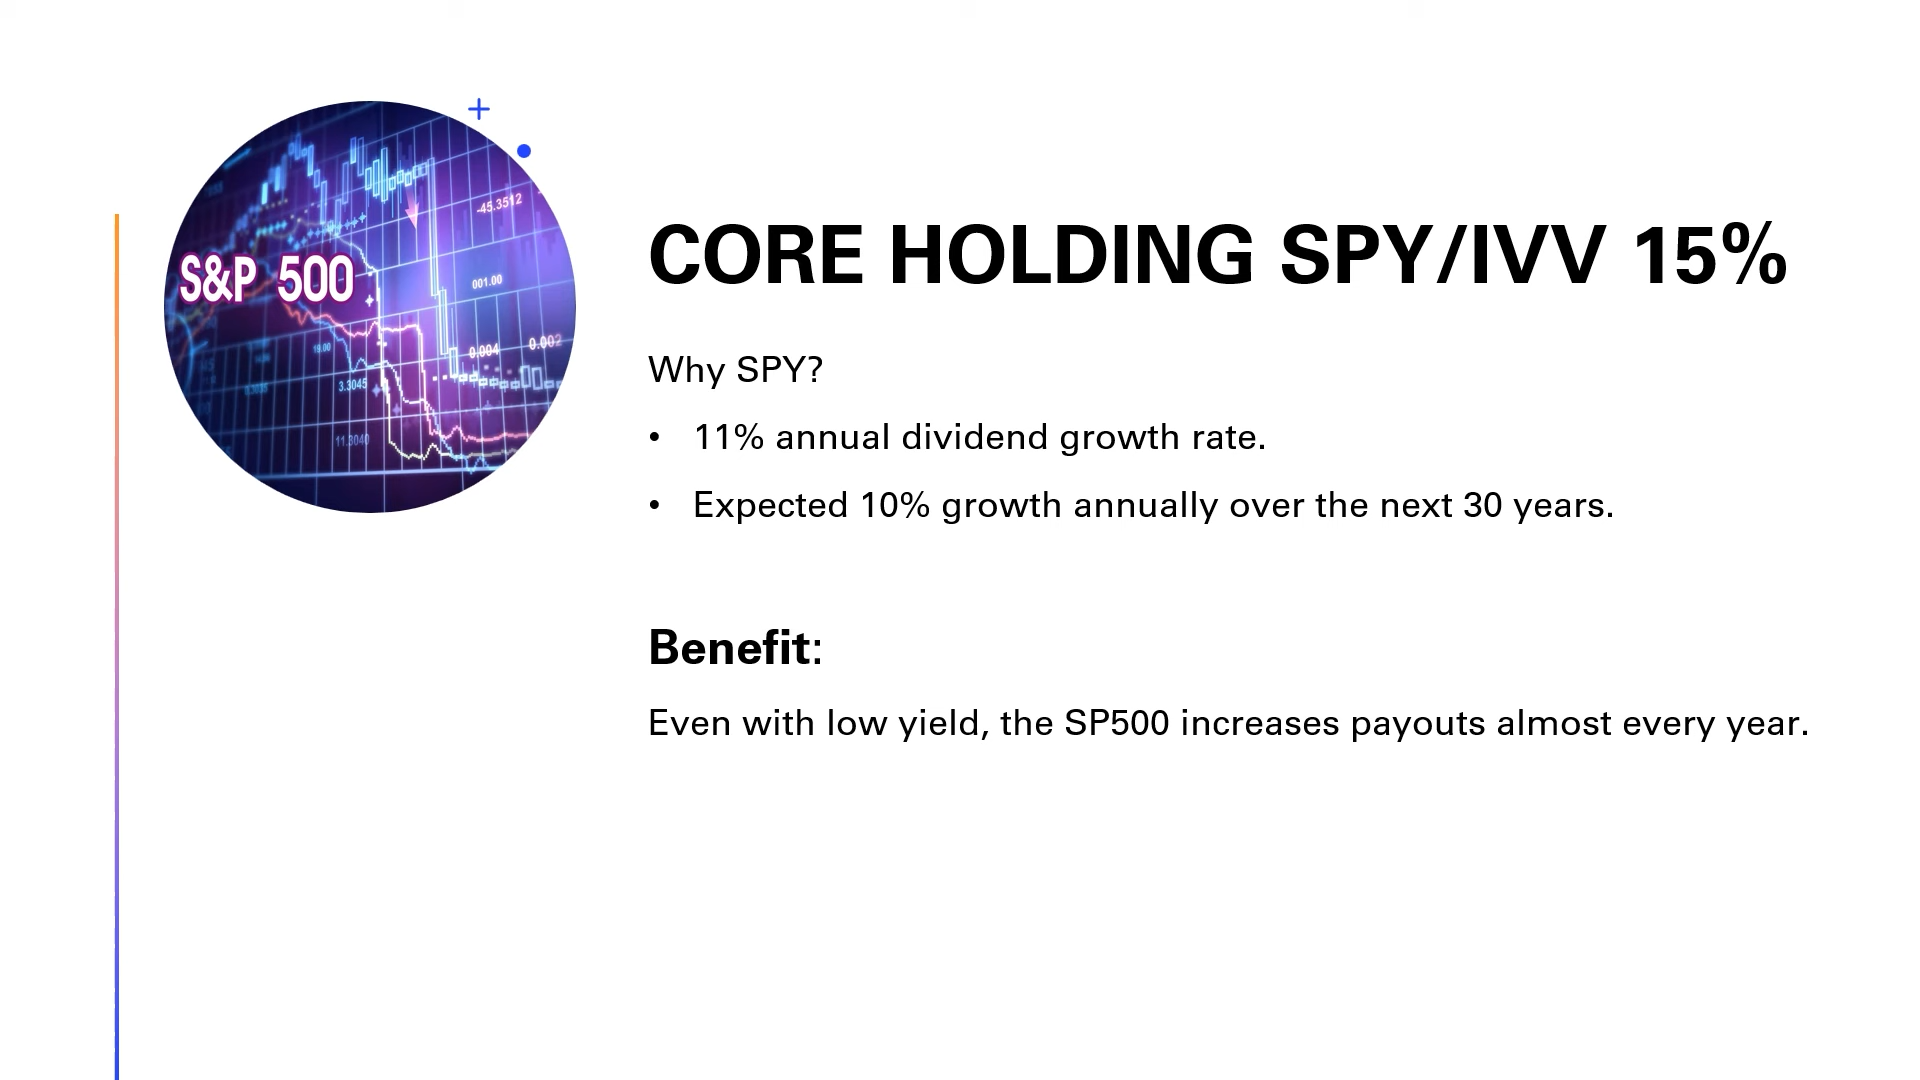 CORE HOLDING SPY/IVV 15%
S&P 500
-45.3512
001.00
0.004
0.002
19.00
3.3045
11.3040
Why SPY?
• 11% annual dividend growth rate.
• Expected 10% growth annually over the next 30 years.
Benefit:
Even with low yield, the SP500 increases payouts almost every year.